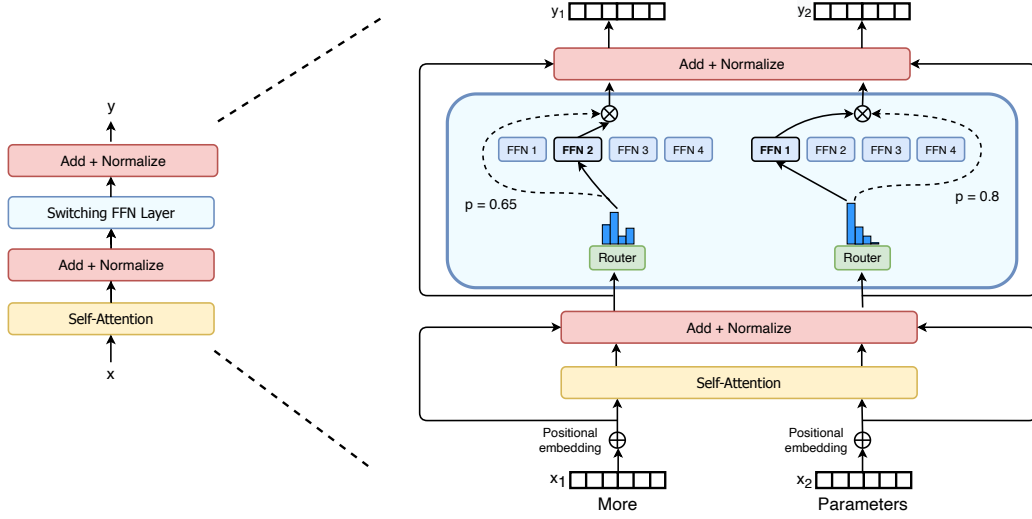 y
Add + Normalize
Switching FFN Layer
Add + Normalize
Self-Attention
x
y1 y2
Add + Normalize
FFN 1 FFN 2 FFN 3 FFN 4 FFN 1 FFN 2 FFN 3 FFN 4
p = 0.65 p = 0.8
Router Router
Add + Normalize
Self-Attention
Positional embedding Positional embedding
x1 x2
More Parameters